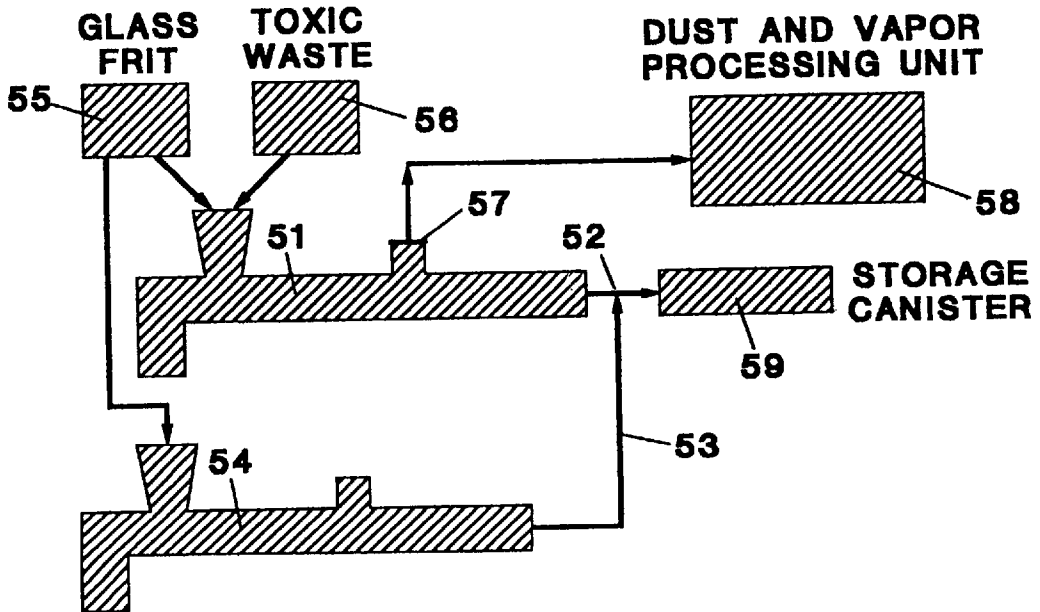 GLASS
FRIT
TOXIC
WASTE
DUST AND VAPOR
PROCESSING UNIT
55
56
58
57
51
52
STORAGE
CANISTER
59
53
54